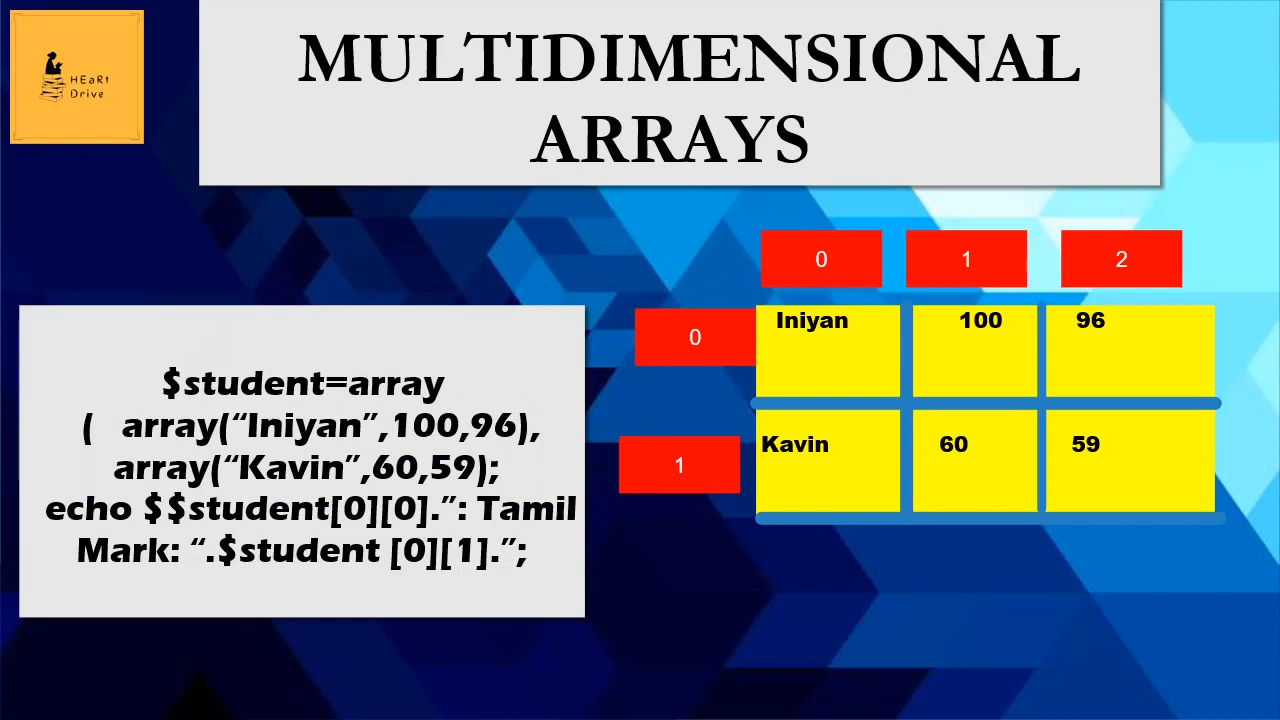 HEaRt
Drive
MULTIDIMENSIONAL
ARRAYS
$student=array
( array(“Iniyan”,100,96),
array(“Kavin”,60,59);
echo $$student[0][0].”: Tamil
Mark: “.$student [0][1].”;
0 1 2
0 Iniyan 100 96
1 Kavin 60 59